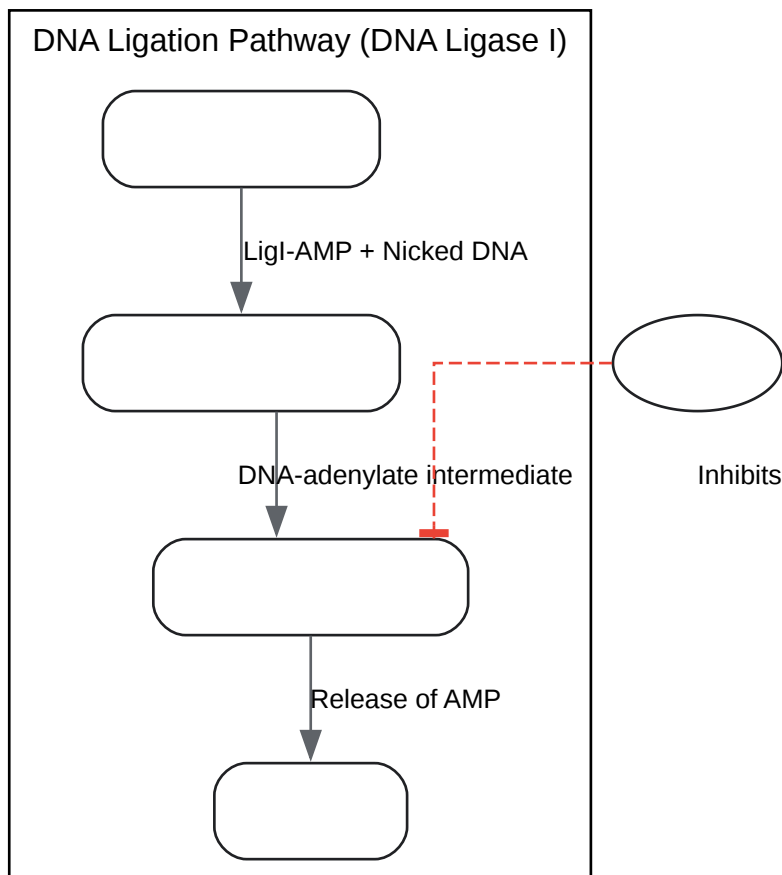 DNA Ligation Pathway (DNA Ligase I)
LigI-AMP + Nicked DNA
DNA-adenylate intermediate
Inhibits
Release of AMP